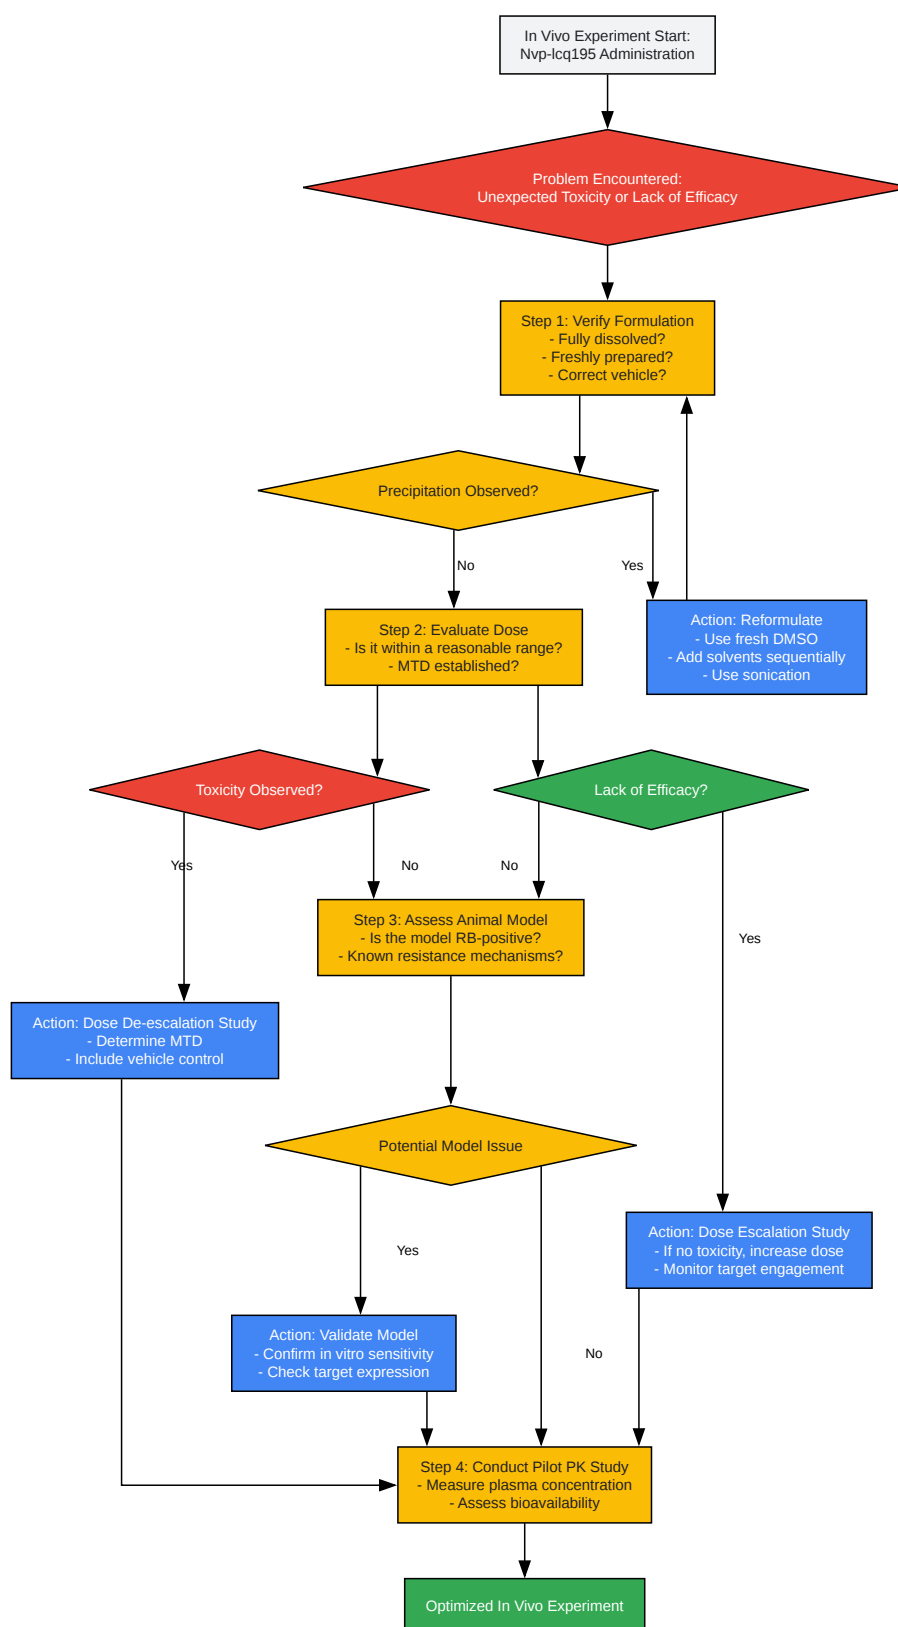 In Vivo Experiment Start:
Nvp-lcq195 Administration
Problem Encountered:
Unexpected Toxicity or Lack of Efficacy
Step 1: Verify Formulation
- Fully dissolved?
- Freshly prepared?
- Correct vehicle?
Precipitation Observed?
No
Yes
Step 2: Evaluate Dose
- Is it within a reasonable range?
- MTD established?
Action: Reformulate
- Use fresh DMSO
- Add solvents sequentially
- Use sonication
Toxicity Observed?
Lack of Efficacy?
Yes
No
No
Yes
Step 3: Assess Animal Model
- Is the model RB-positive?
- Known resistance mechanisms?
Action: Dose De-escalation Study
- Determine MTD
- Include vehicle control
Potential Model Issue
Yes
No
Action: Dose Escalation Study
- If no toxicity, increase dose
- Monitor target engagement
Action: Validate Model
- Confirm in vitro sensitivity
- Check target expression
Step 4: Conduct Pilot PK Study
- Measure plasma concentration
- Assess bioavailability
Optimized In Vivo Experiment